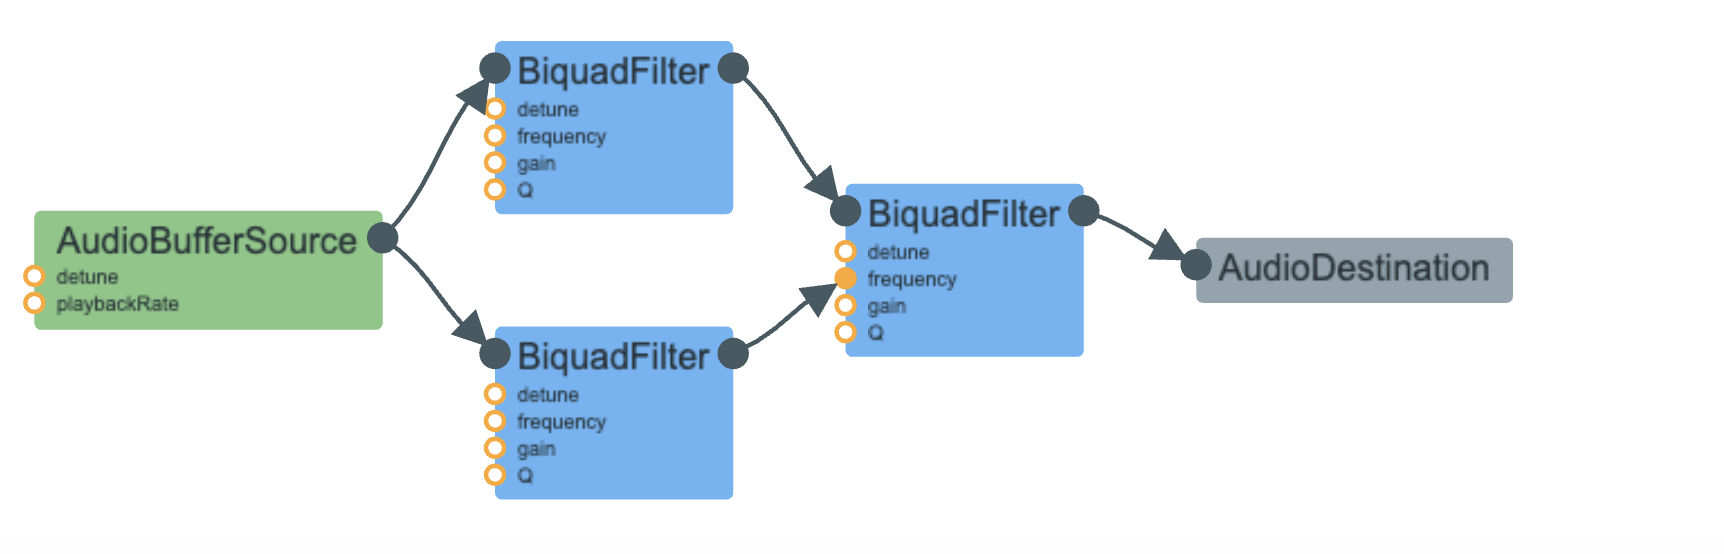 AudioBufferSource
detune
playbackRate
BiquadFilter
detune
frequency
gain
Q
BiquadFilter
detune
frequency
gain
Q
BiquadFilter
detune
frequency
gain
Q
AudioDestination